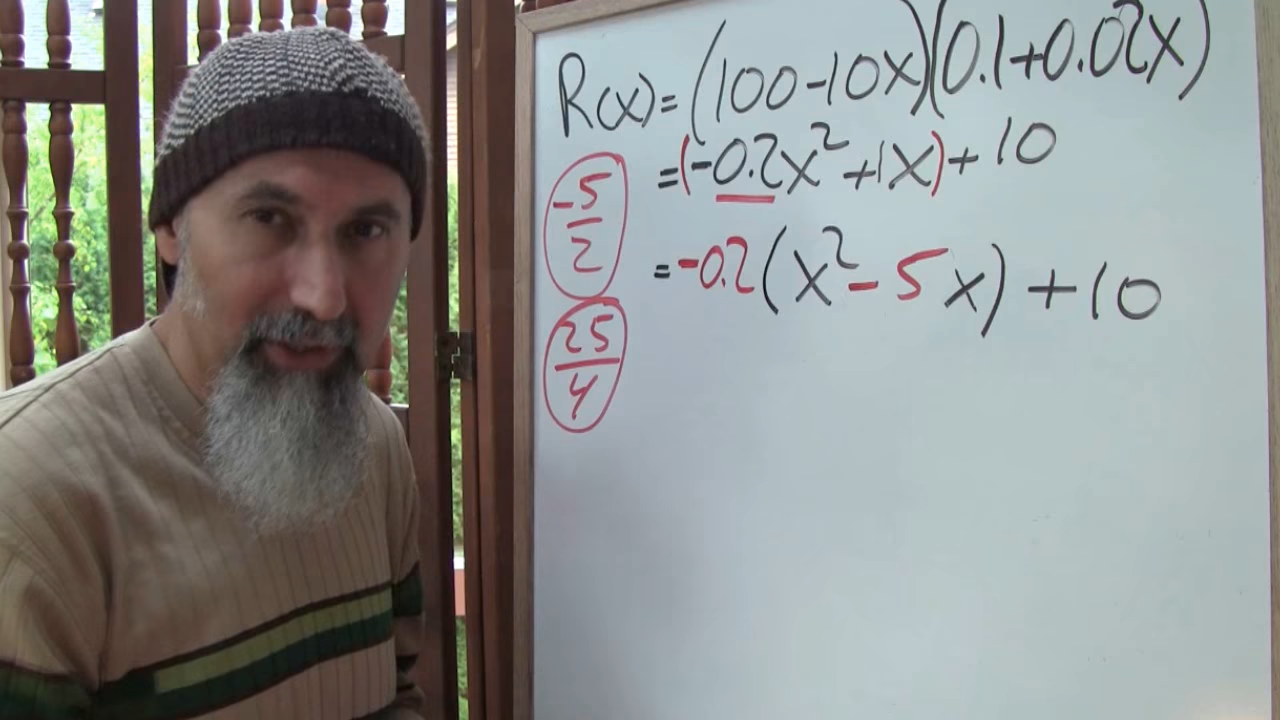 R(x)=(100-10x)(0.1+0.02x)
=(-0.2x²+1x)+10
-5/2
=-0.2(x²-5x)+10
25/4